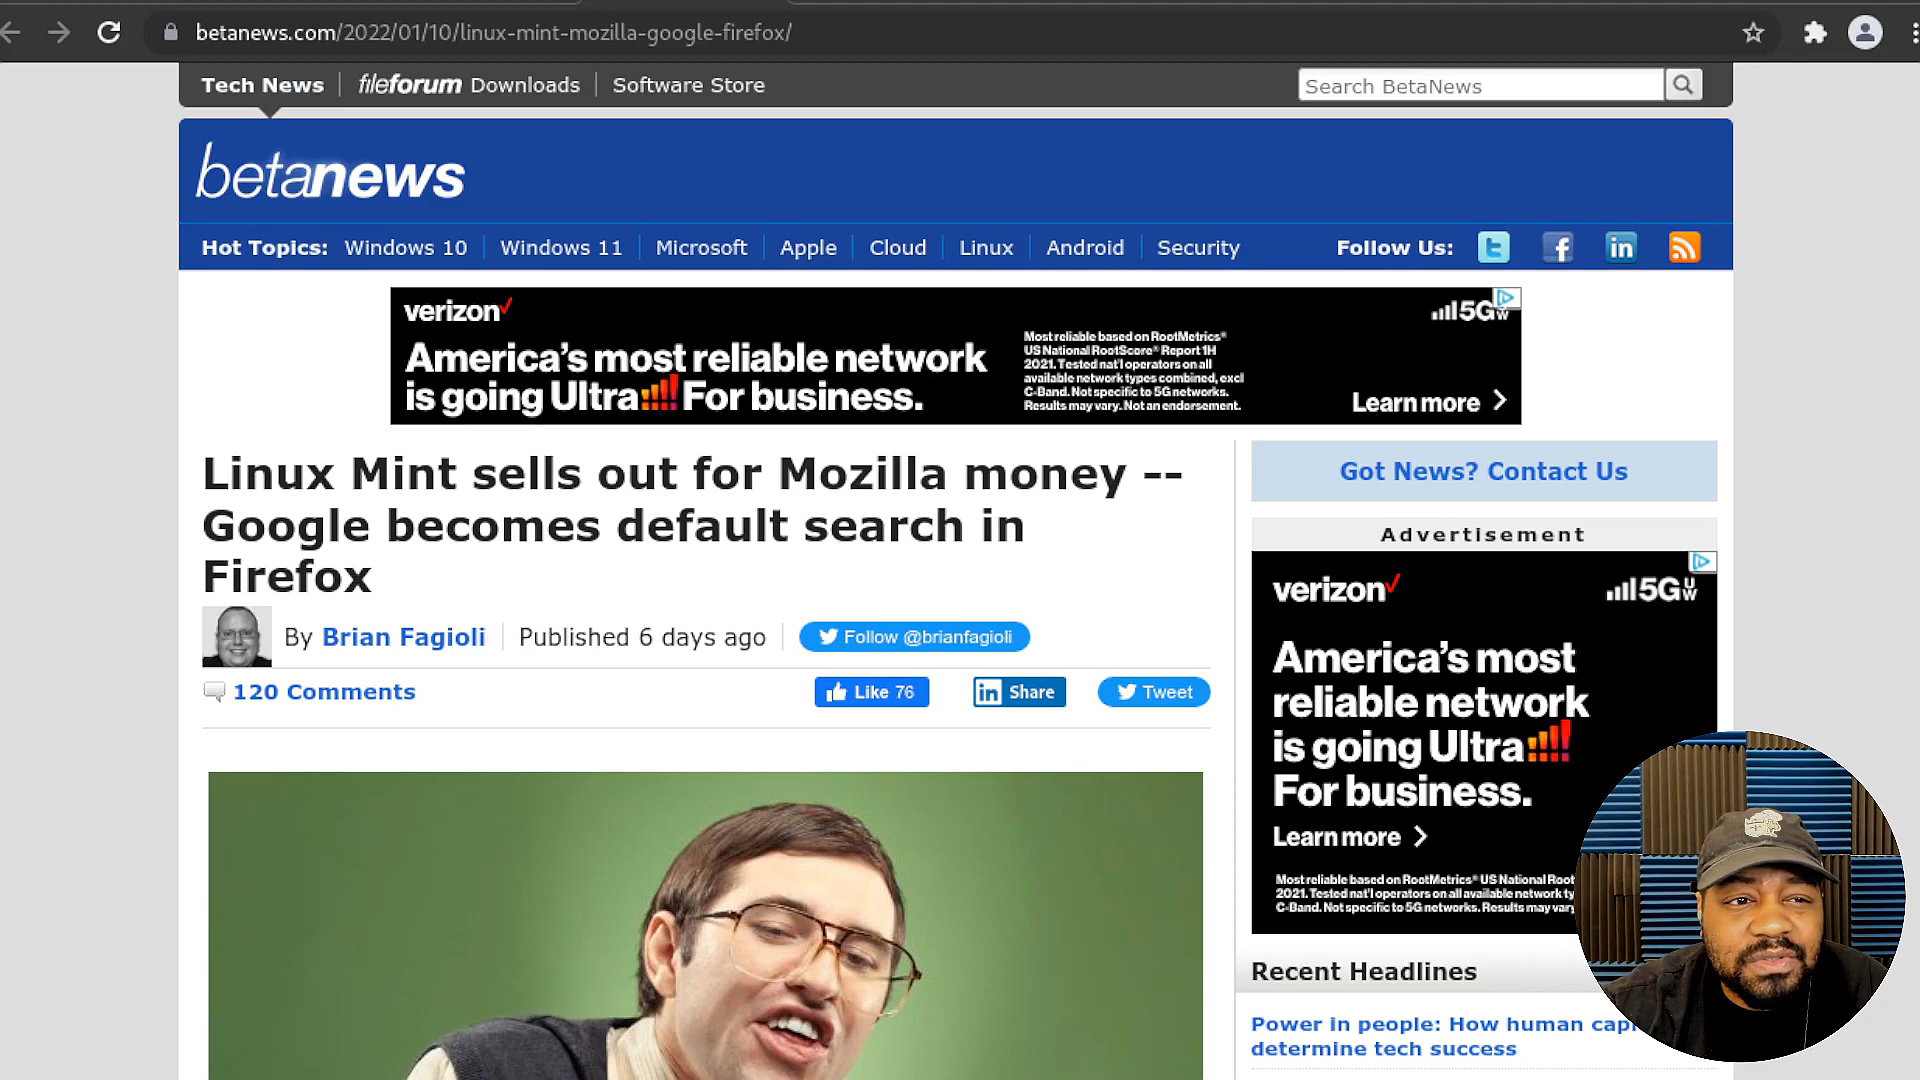 betanews.com/2022/01/10/linux-mint-mozilla-google-firefox/
Tech News
fileforum Downloads
Software Store
Search BetaNews
betanews
Hot Topics: Windows 10 Windows 11 Microsoft Apple Cloud Linux Android Security Follow Us:
verizon
5G
America's most reliable network
is going Ultra For business.
Most reliable based on RootMetrics®
US National RootScore® Report 1H
2021. Tested nat'l operators on all
available network types combined, excl
C-Band. Not specific to 5G networks.
Results may vary. Not an endorsement.
Learn more
Linux Mint sells out for Mozilla money --
Google becomes default search in
Firefox
By Brian Fagioli
Published 6 days ago
Follow @brianfagioli
120 Comments
Like 76
in Share
Tweet
Got News? Contact Us
Advertisement
verizon
5G UW
America's most
reliable network
is going Ultra
For business.
Learn more
Most reliable based on RootMetrics®
US National Root
2021. Tested nat'l operators on all available network
C-Band. Not specific to 5G networks. Results may vary
Recent Headlines
Power in people: How human
determine tech success